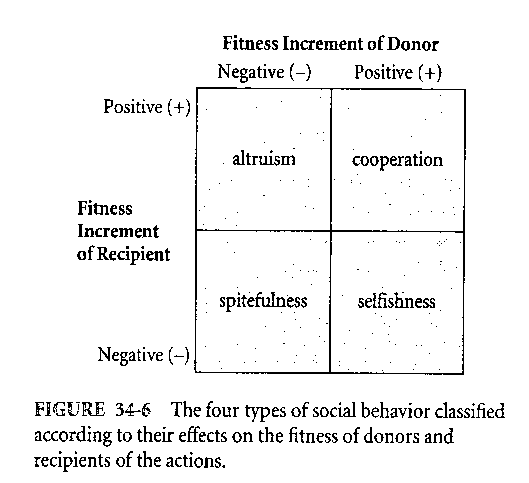 Fitness Increment of Donor
Negative (–) Positive (+)
Positive (+)
altruism cooperation
Fitness
Increment
of Recipient
spitefulness selfishness
Negative (–)
FIGURE 34-6 The four types of social behavior classified
according to their effects on the fitness of donors and
recipients of the actions.